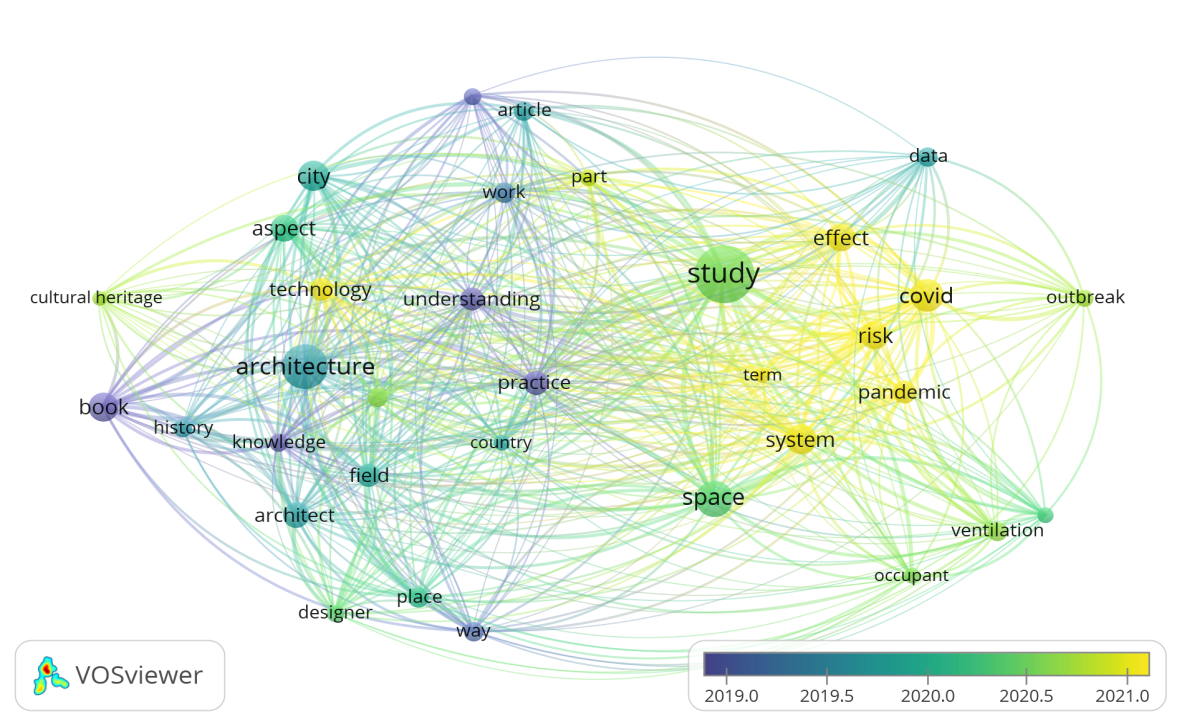 article
data
city
part
work
aspect
effect
study
technology
understanding
cultural heritage
covid
outbreak
risk
architecture
term
practice
pandemic
book
history
knowledge
country
system
field
space
architect
ventilation
occupant
place
designer
way
VOSviewer
2019.0 2019.5 2020.0 2020.5 2021.0